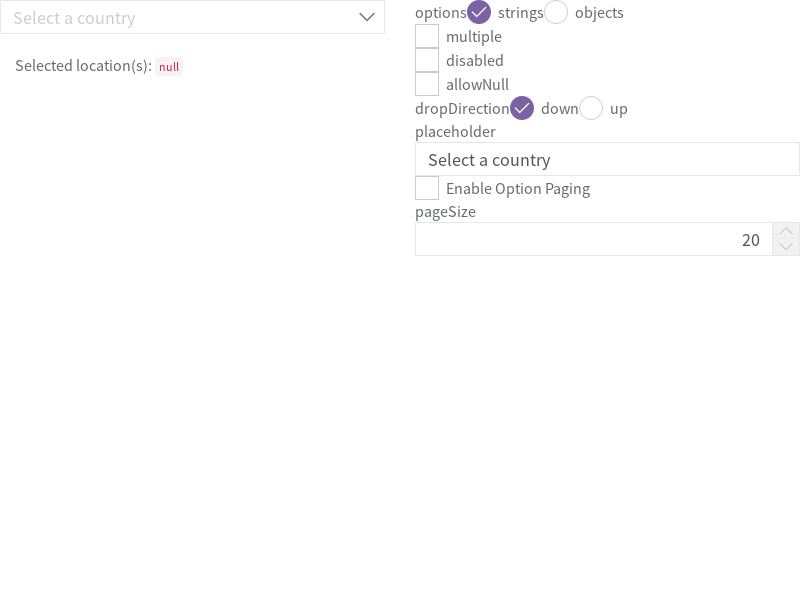 Select a country
Selected location(s): null
options strings objects
multiple
disabled
allowNull
dropDirection down up
placeholder
Select a country
Enable Option Paging
pageSize
20